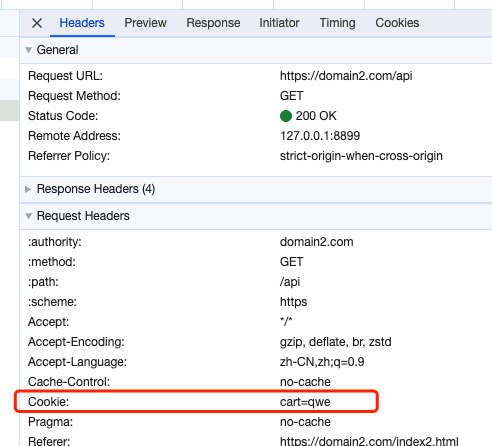 Headers Preview Response Initiator Timing Cookies
General
Request URL: https://domain2.com/api
Request Method: GET
Status Code: 200 OK
Remote Address: 127.0.0.1:8899
Referrer Policy: strict-origin-when-cross-origin
Response Headers (4)
Request Headers
:authority: domain2.com
:method: GET
:path: /api
:scheme: https
Accept: */*
Accept-Encoding: gzip, deflate, br, zstd
Accept-Language: zh-CN,zh;q=0.9
Cache-Control: no-cache
Cookie: cart=qwe
Pragma: no-cache
Referer: https://domain2.com/index2.html